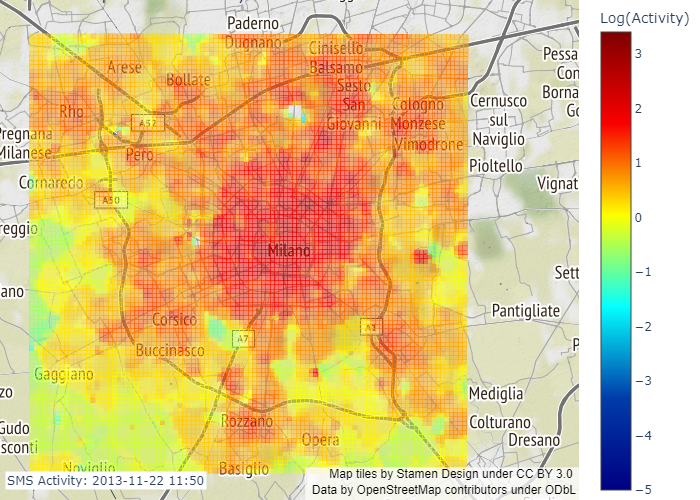 Log(Activity)
3
2
1
0
−1
−2
−3
−4
−5
Paderno
Dugnano
Cinisello
Balsamo
Arese
Bollate
Sesto
San
Giovanni
Rho
A52
Cologno
Monzese
Vimodrone
Cernusco
sul
Naviglio
Pessa
Con
Borna
Go
Pregnana
Milanese
Pero
Pioltello
Cornaredo
A50
Vignat
reggio
Milano
Sett
ano
Pantigliate
Corsico
A7
A1
Buccinasco
P
Gaggiano
zo
Mediglia
Rozzano
Colturano
Gudo
sconti
Opera
Dresano
Noviglio
Basiglio
SMS Activity: 2013-11-22 11:50
Map tiles by Stamen Design under CC BY 3.0
Data by OpenStreetMap contributors under ODbL